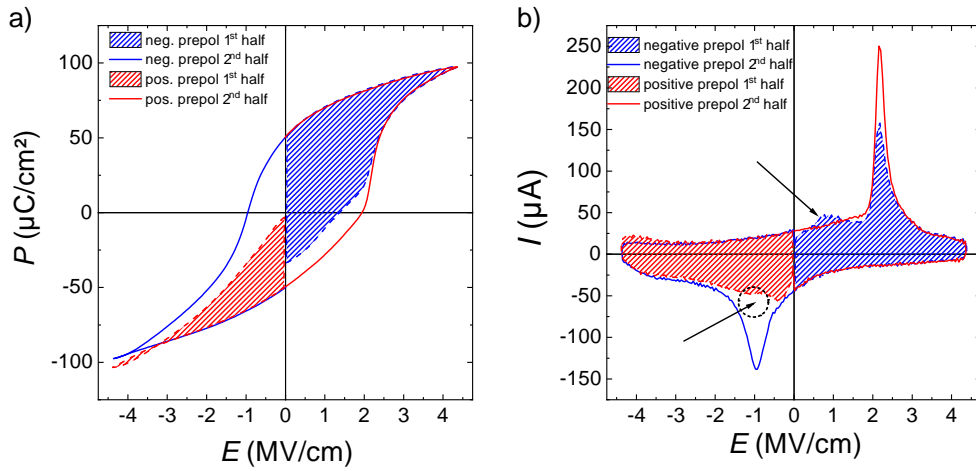 a)
neg. prepol 1st half
neg. prepol 2nd half
pos. prepol 1st half
pos. prepol 2nd half
100
50
0
-50
-100
P (µC/cm²)
-4 -3 -2 -1 0 1 2 3 4
E (MV/cm)
b)
negative prepol 1st half
negative prepol 2nd half
positive prepol 1st half
positive prepol 2nd half
250
200
150
100
50
0
-50
-100
-150
I (µA)
-4 -3 -2 -1 0 1 2 3 4
E (MV/cm)